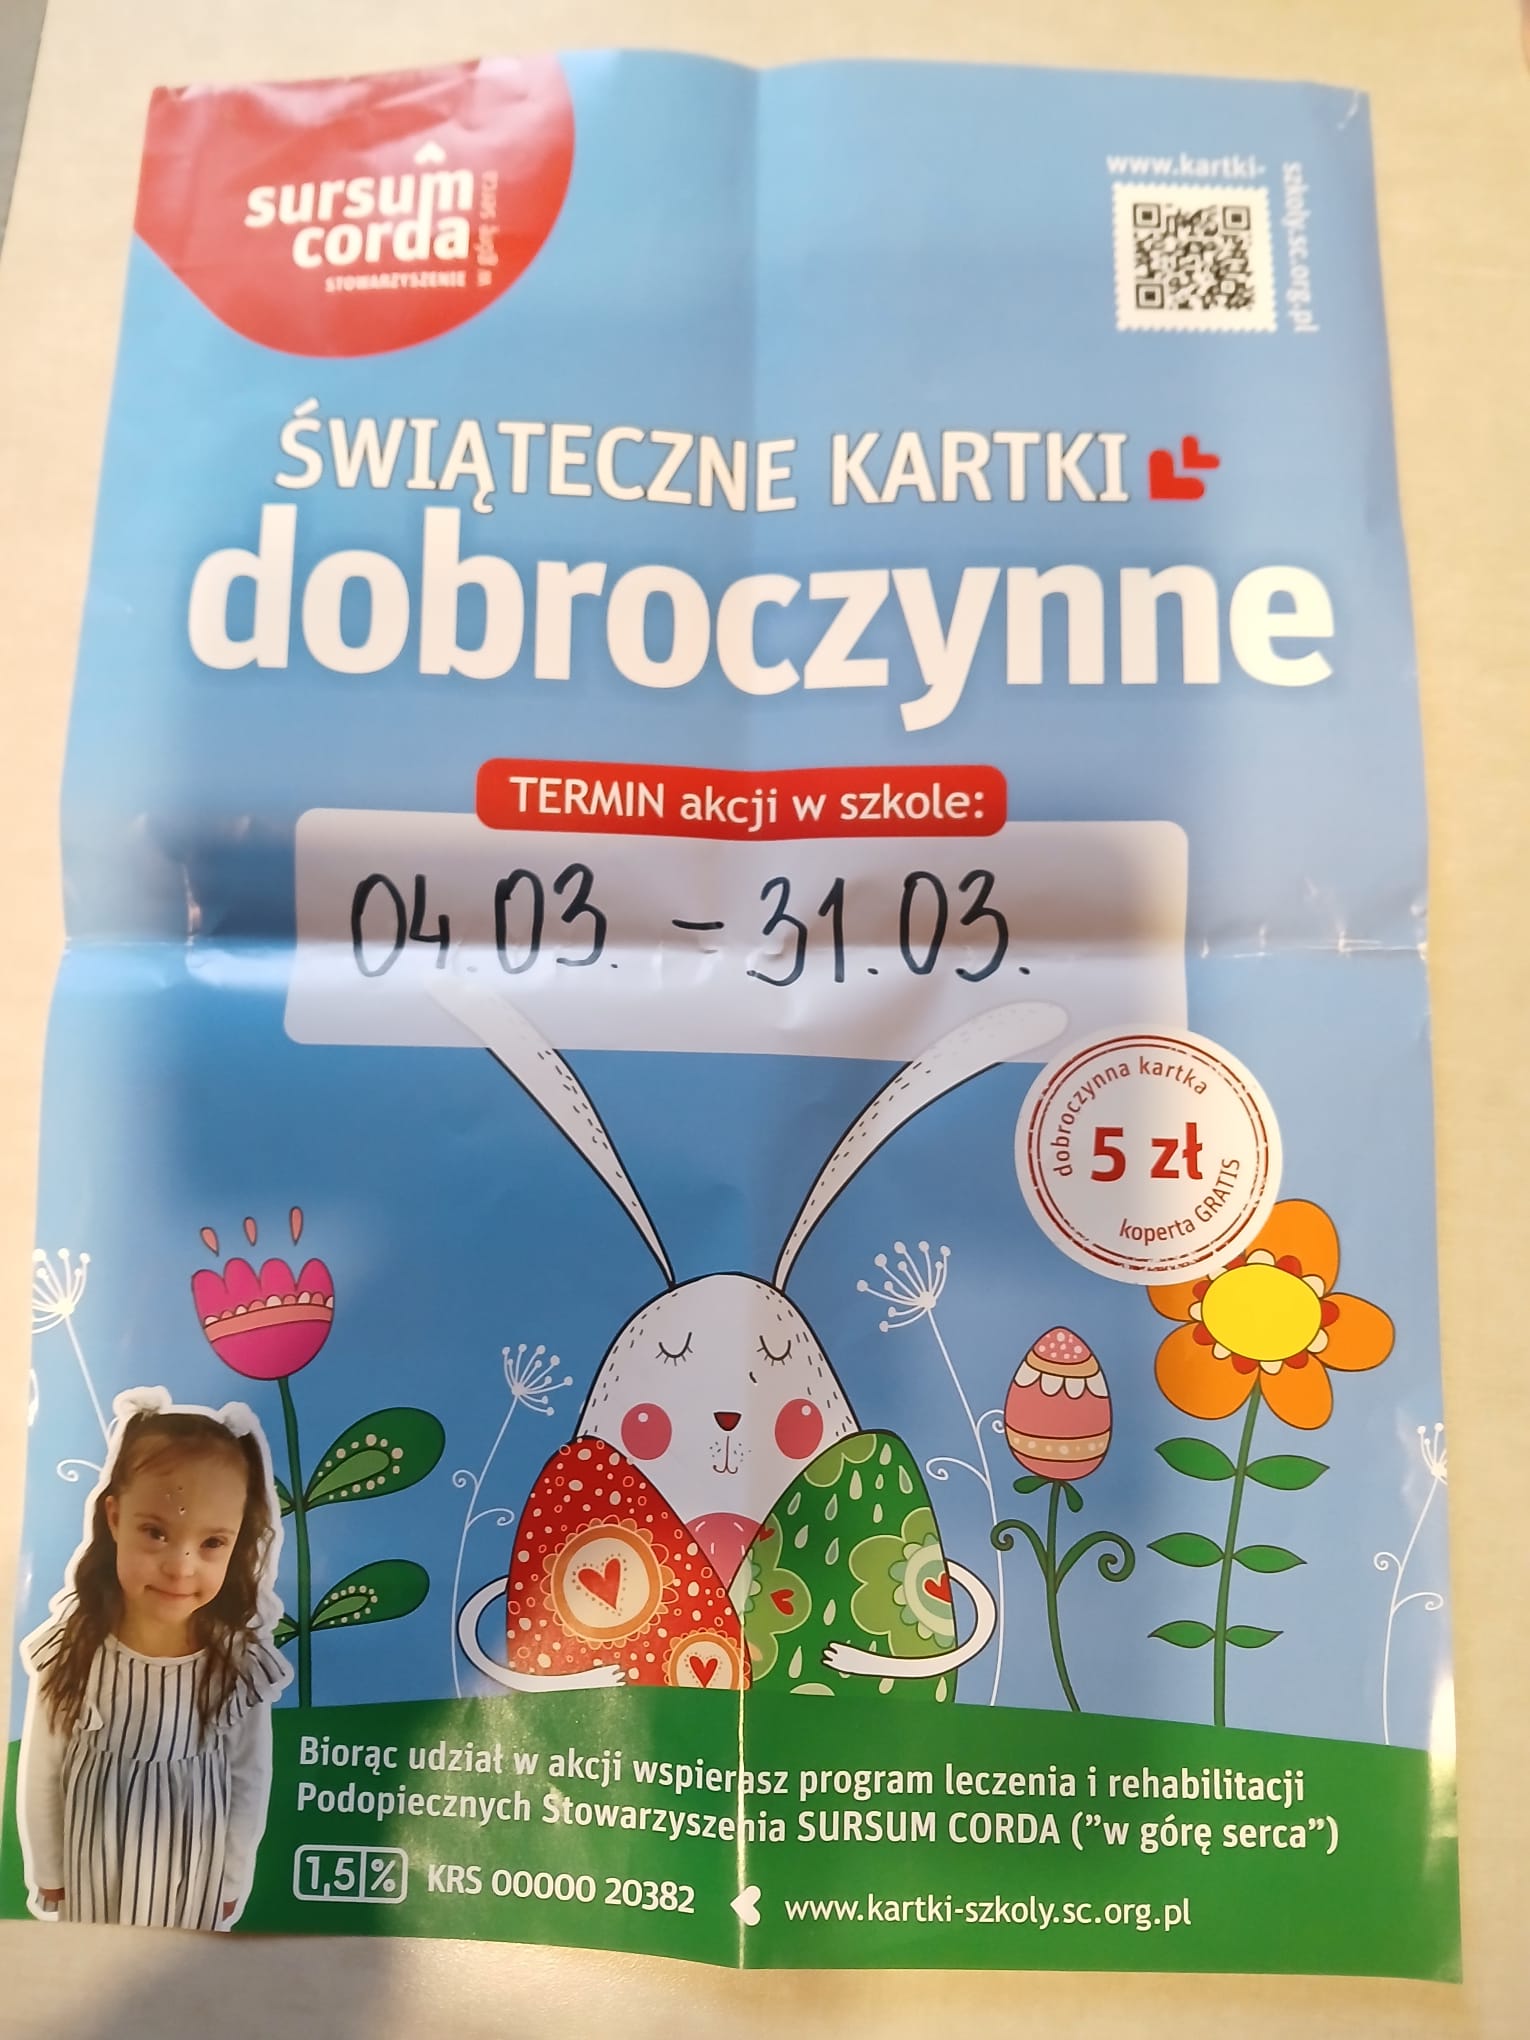 sursum
corda
STOWARZYSZENIE
w górę serca
www.kartki-
szkoly.sc.org.pl
ŚWIĄTECZNE KARTKI
dobroczynne
TERMIN akcji w szkole:
04.03. - 31.03.
dobroczynna kartka
5 zł
koperta GRATIS
Biorąc udział w akcji wspierasz program leczenia i rehabilitacji
Podopiecznych Stowarzyszenia SURSUM CORDA ("w górę serca")
1,5% KRS 00000 20382 www.kartki-szkoly.sc.org.pl